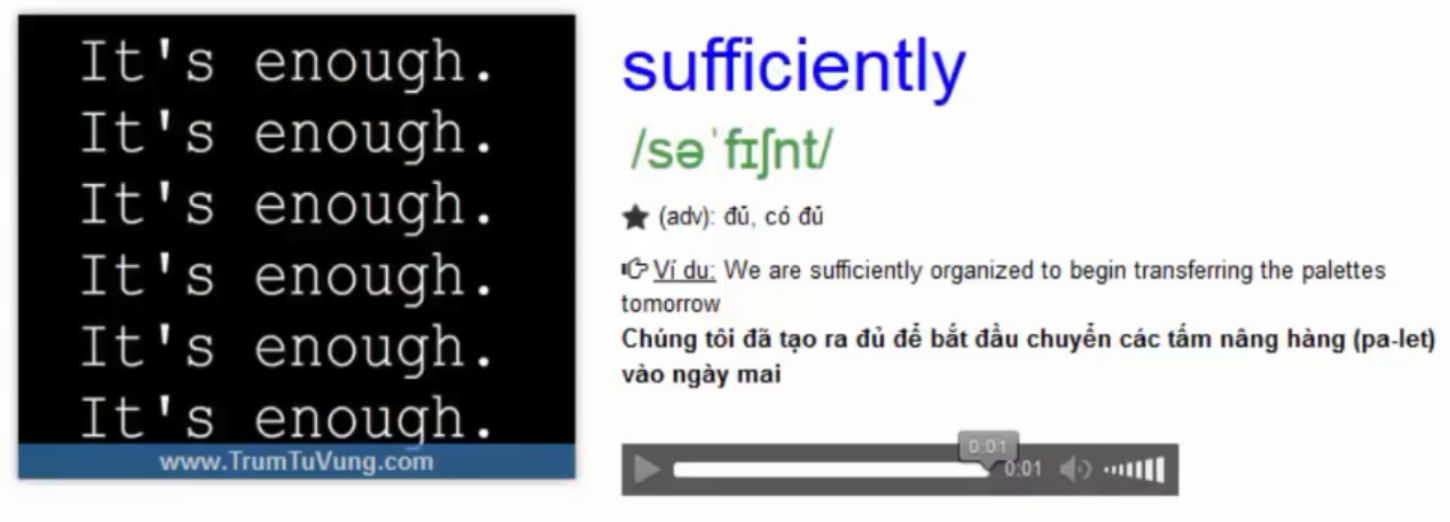 It's enough.
It's enough.
It's enough.
It's enough.
It's enough.
It's enough.
www.TrumTuVung.com
sufficiently
/səˈfɪʃnt/
(adv): đủ, có đủ
Ví du: We are sufficiently organized to begin transferring the palettes
tomorrow
Chúng tôi đã tạo ra đủ để bắt đầu chuyển các tấm nâng hàng (pa-let)
vào ngày mai
0:01
0:01